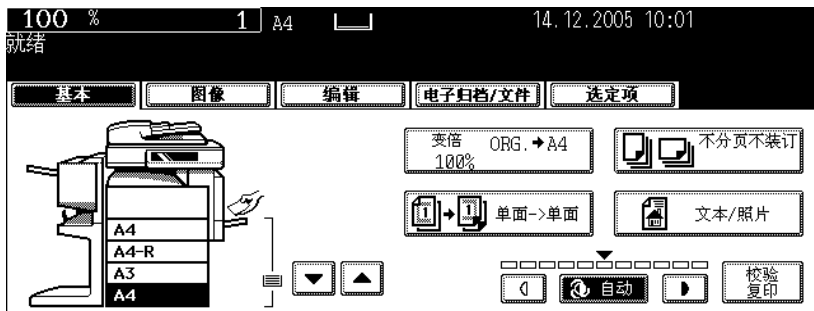 100 % 1 A4 14.12.2005 10:01
就绪
基本 图像 编辑 电子归档/文件 选定项
变倍 ORG.➔A4
100%
不分页不装订
1➔1 单面->单面
文本/照片
A4
A4-R
A3
A4
自动
校验
复印